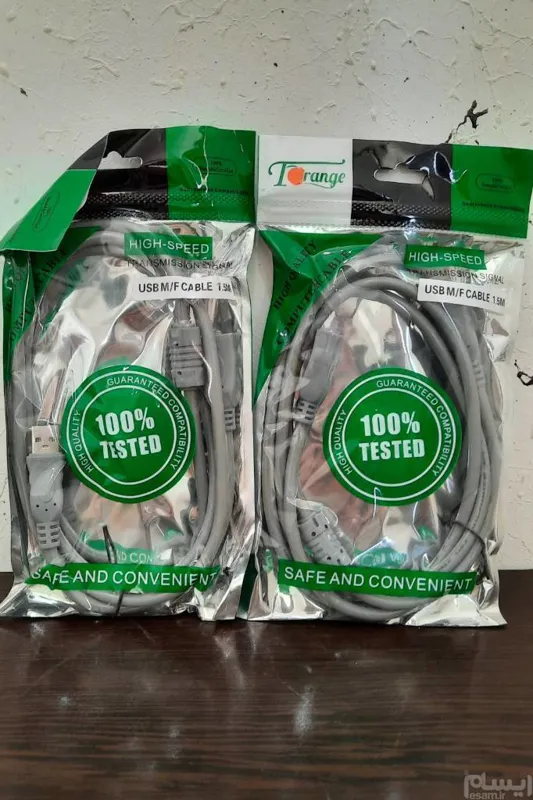 HIGH-SPEED
TRANSMISSION SIGNAL
USB M/F CABLE 1.5M
GUARANTEED COMPATIBILITY
HIGH QUALITY
100%
TESTED
SAFE AND CONVENIENT
Torange
HIGH QUALITY
HIGH-SPEED
TRANSMISSION SIGNAL
USB M/F CABLE 1.5M
GUARANTEED COMPATIBILITY
HIGH QUALITY
100%
TESTED
SAFE AND CONVENIENT
ایسام
esam.ir